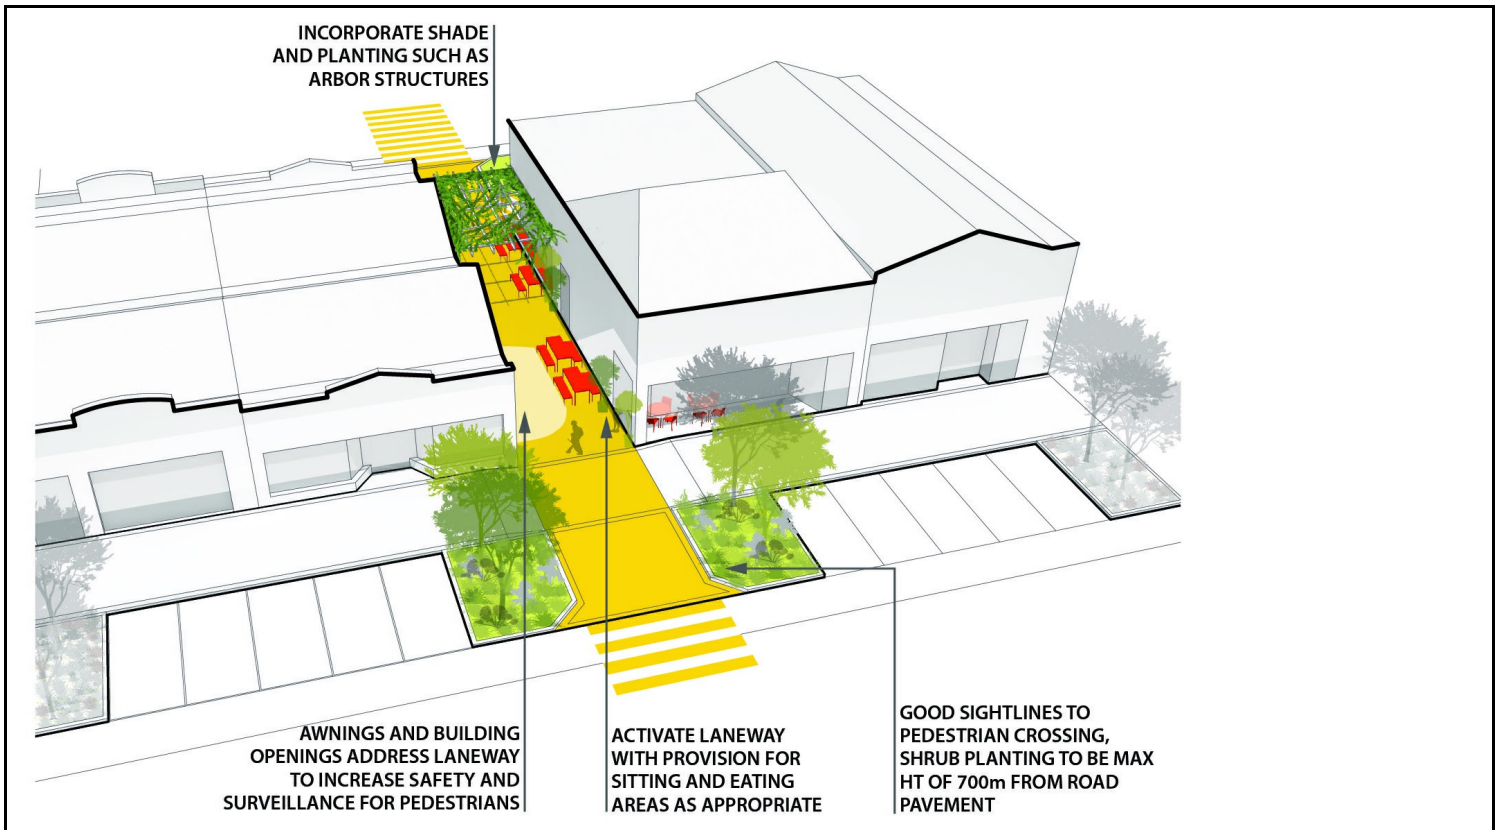 INCORPORATE SHADE
AND PLANTING SUCH AS
ARBOR STRUCTURES
AWNINGS AND BUILDING
OPENINGS ADDRESS LANEWAY
TO INCREASE SAFETY AND
SURVEILLANCE FOR PEDESTRIANS
ACTIVATE LANEWAY
WITH PROVISION FOR
SITTING AND EATING
AREAS AS APPROPRIATE
GOOD SIGHTLINES TO
PEDESTRIAN CROSSING,
SHRUB PLANTING TO BE MAX
HT OF 700m FROM ROAD
PAVEMENT